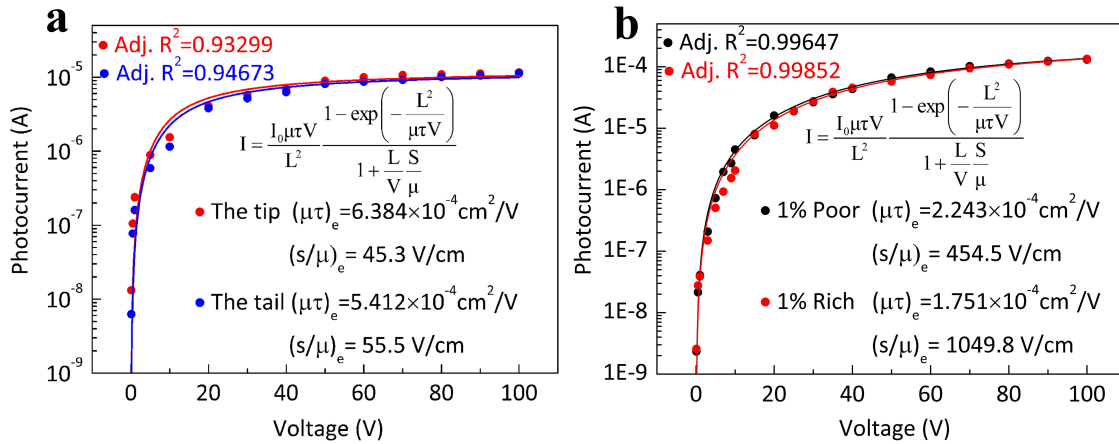 a
Adj. R²=0.93299
Adj. R²=0.94673
I = I₀μτV/L² (1−exp(−L²/μτV))/(1+L/V S/μ)
The tip (μτ)ₑ=6.384×10⁻⁴cm²/V
(s/μ)ₑ= 45.3 V/cm
The tail (μτ)ₑ=5.412×10⁻⁴cm²/V
(s/μ)ₑ= 55.5 V/cm
10⁻⁴
10⁻⁵
10⁻⁶
10⁻⁷
10⁻⁸
10⁻⁹
Photocurrent (A)
0 20 40 60 80 100
Voltage (V)
b
Adj. R²=0.99647
Adj. R²=0.99852
I = I₀μτV/L² (1−exp(−L²/μτV))/(1+L/V S/μ)
1% Poor (μτ)ₑ=2.243×10⁻⁴cm²/V
(s/μ)ₑ= 454.5 V/cm
1% Rich (μτ)ₑ=1.751×10⁻⁴cm²/V
(s/μ)ₑ= 1049.8 V/cm
1E-4
1E-5
1E-6
1E-7
1E-8
1E-9
Photocurrent (A)
0 20 40 60 80 100
Voltage (V)